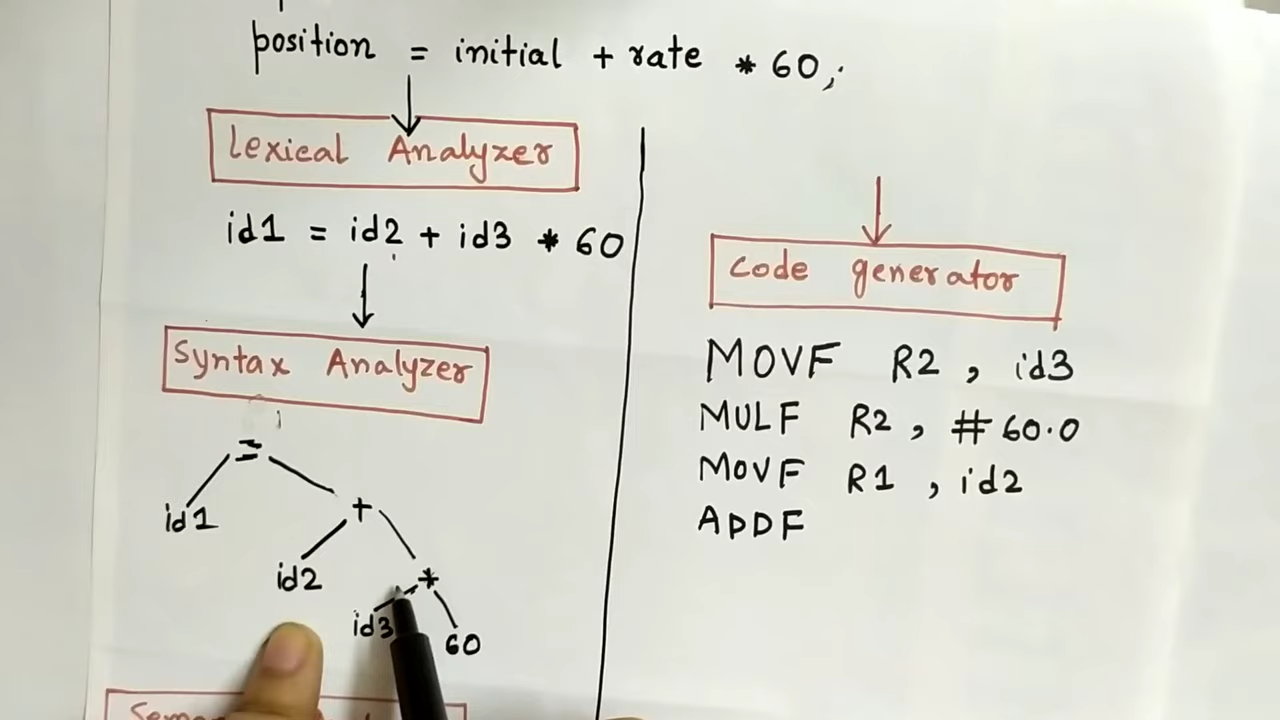 position = initial + rate * 60;
Lexical Analyzer
id1 = id2 + id3 * 60
Syntax Analyzer
=
id1 +
id2 *
id3 60
Code generator
MOVF R2, id3
MULF R2, #60.0
MOVF R1, id2
ADDF